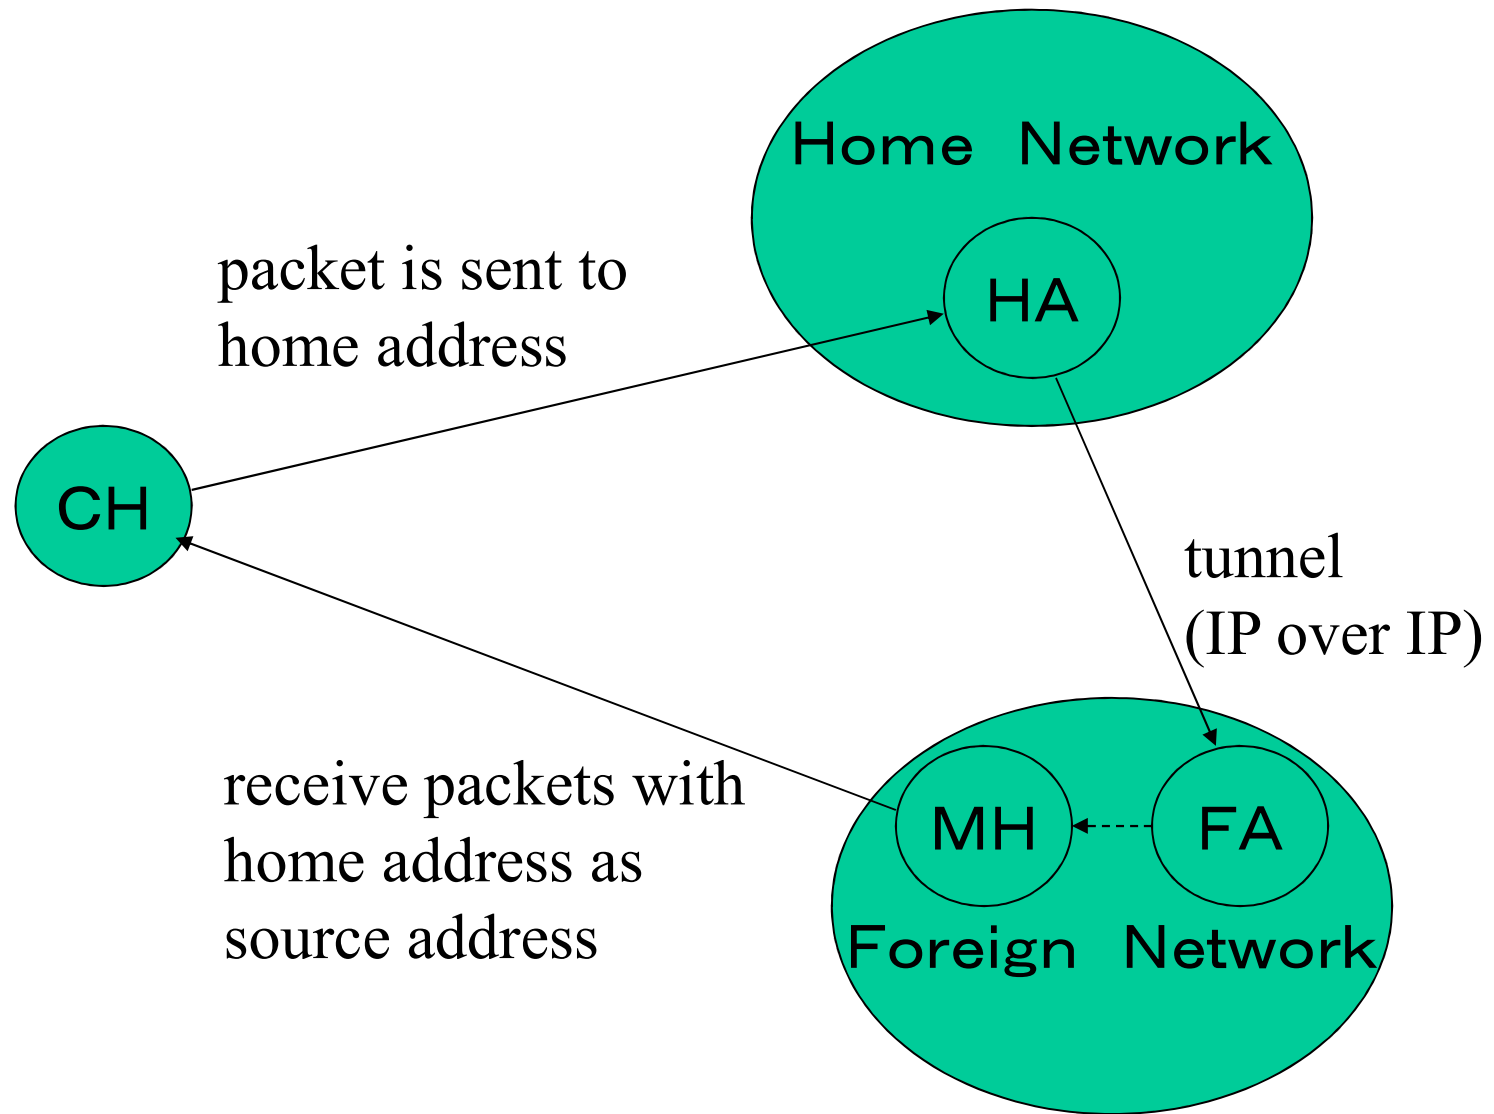 Home Network
HA
packet is sent to
home address
CH
tunnel
(IP over IP)
receive packets with
home address as
source address
MH
FA
Foreign Network